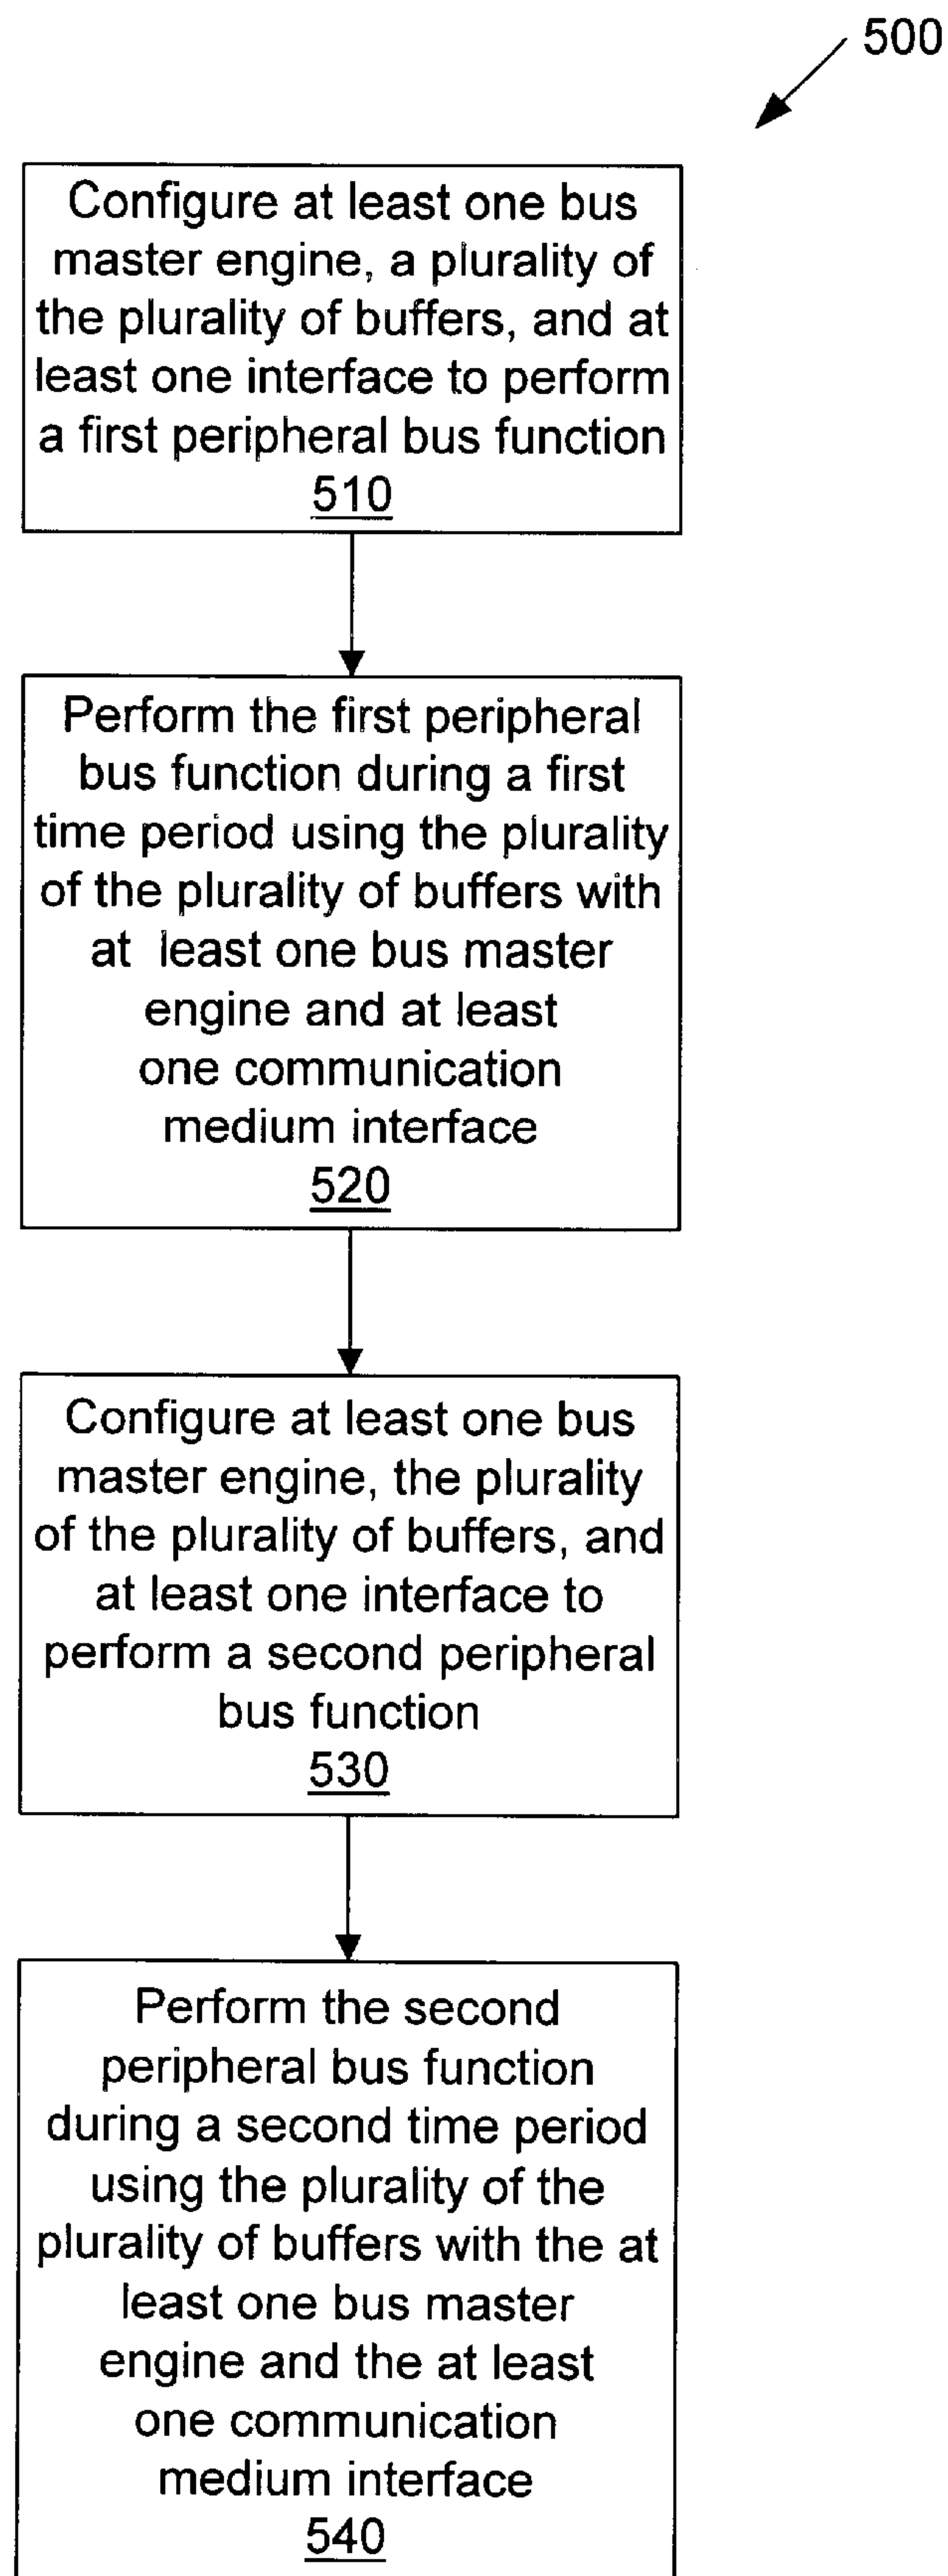 500
Configure at least one bus
master engine, a plurality of
the plurality of buffers, and at
least one interface to perform
a first peripheral bus function
510
Perform the first peripheral
bus function during a first
time period using the plurality
of the plurality of buffers with
at least one bus master
engine and at least
one communication
medium interface
520
Configure at least one bus
master engine, the plurality
of the plurality of buffers, and
at least one interface to
perform a second peripheral
bus function
530
Perform the second
peripheral bus function
during a second time period
using the plurality of the
plurality of buffers with the at
least one bus master
engine and the at least
one communication
medium interface
540